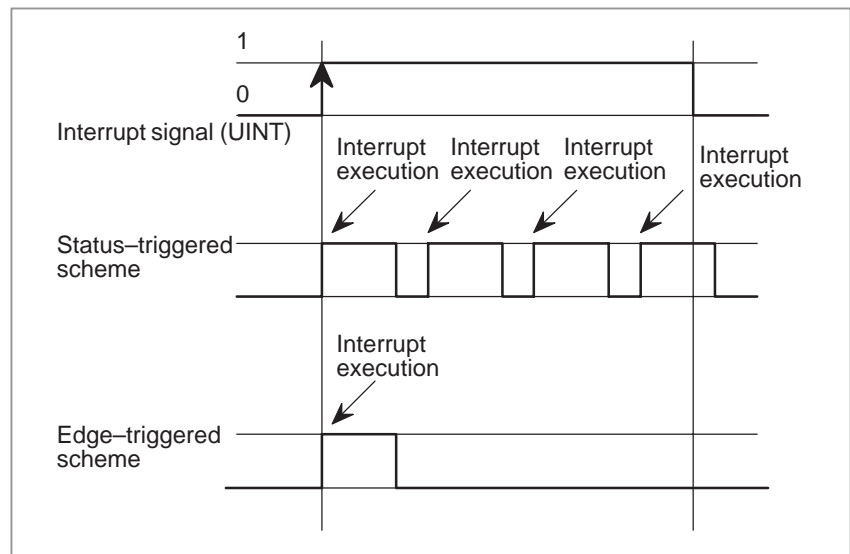 1
0
Interrupt signal (UINT)
Interrupt
execution
Interrupt
execution
Interrupt
execution
Interrupt
execution
Status–triggered
scheme
Interrupt
execution
Edge–triggered
scheme